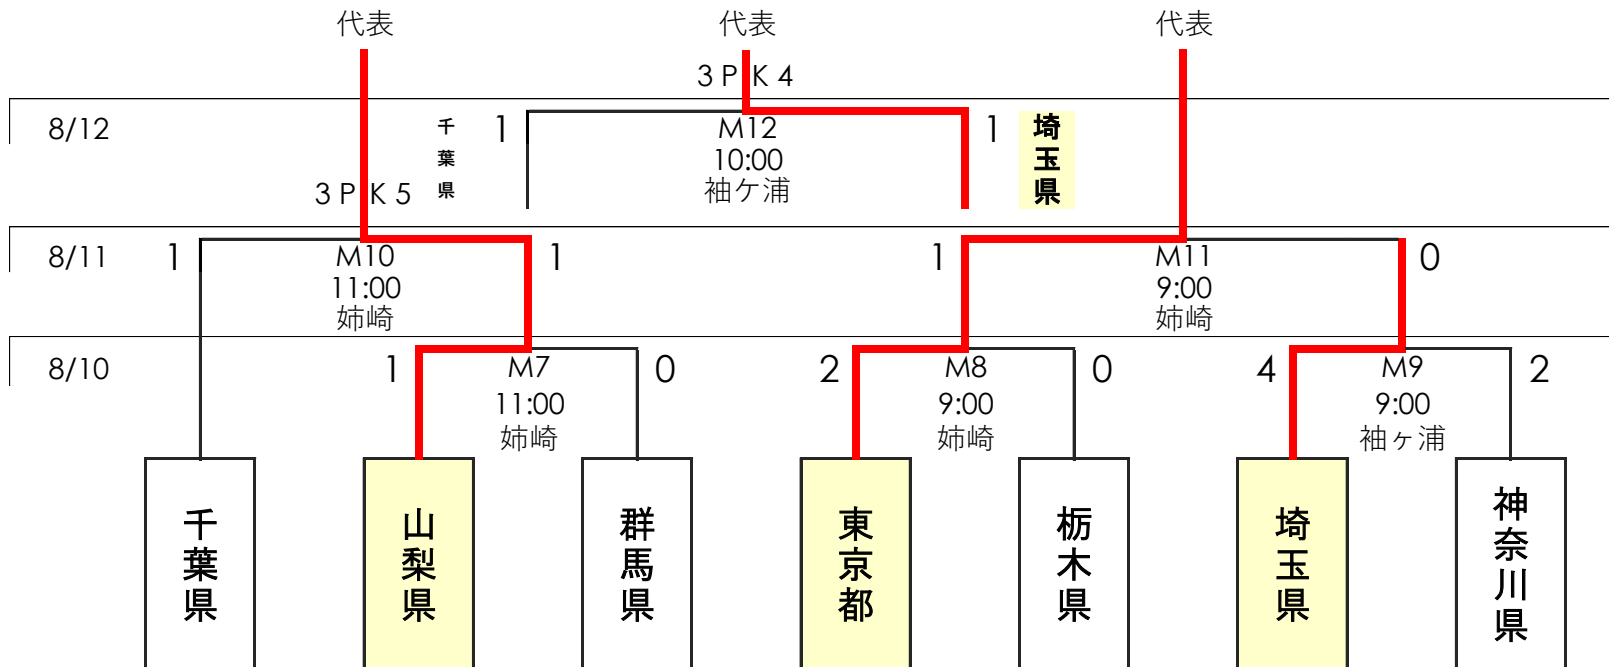 代表 代表 代表
3 P K 4
8/12 千葉県 1 M12 1 埼玉県
10:00
袖ケ浦
3 P K 5
8/11 1 M10 1 1 M11 0
11:00 9:00
姉崎 姉崎
8/10 1 M7 0 2 M8 0 4 M9 2
11:00 9:00 9:00
姉崎 姉崎 袖ヶ浦
千葉県 山梨県 群馬県 東京都 栃木県 埼玉県 神奈川県